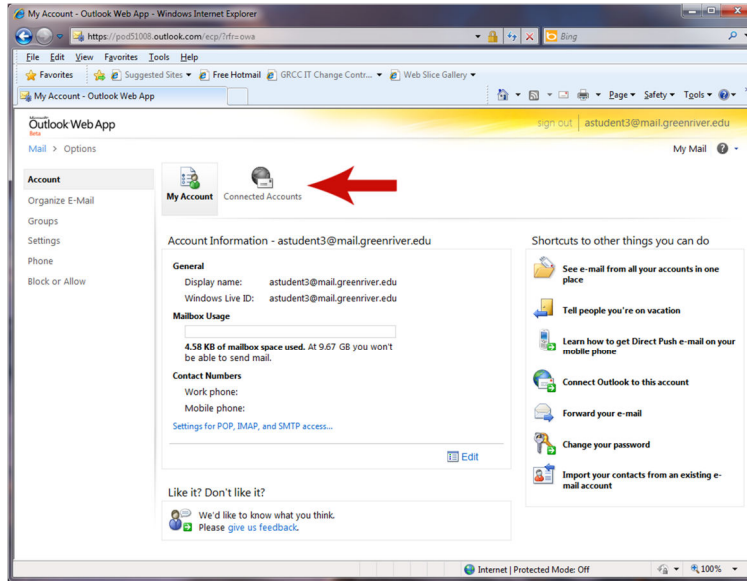 My Account - Outlook Web App - Windows Internet Explorer
https://pod51008.outlook.com/ecp/?rfr=owa
Bing
File Edit View Favorites Tools Help
Favorites Suggested Sites Free Hotmail GRCC IT Change Contr... Web Slice Gallery
My Account - Outlook Web App
Page Safety Tools
Microsoft
Outlook Web App
Beta
sign out astudent3@mail.greenriver.edu
Mail > Options
My Mail
Account
Organize E-Mail
Groups
Settings
Phone
Block or Allow
My Account
Connected Accounts
Account Information - astudent3@mail.greenriver.edu
General
Display name: astudent3@mail.greenriver.edu
Windows Live ID: astudent3@mail.greenriver.edu
Mailbox Usage
4.58 KB of mailbox space used. At 9.67 GB you won't
be able to send mail.
Contact Numbers
Work phone:
Mobile phone:
Settings for POP, IMAP, and SMTP access...
Edit
Like it? Don't like it?
We'd like to know what you think.
Please give us feedback.
Shortcuts to other things you can do
See e-mail from all your accounts in one
place
Tell people you're on vacation
Learn how to get Direct Push e-mail on your
mobile phone
Connect Outlook to this account
Forward your e-mail
Change your password
Import your contacts from an existing e-
mail account
Internet | Protected Mode: Off
100%